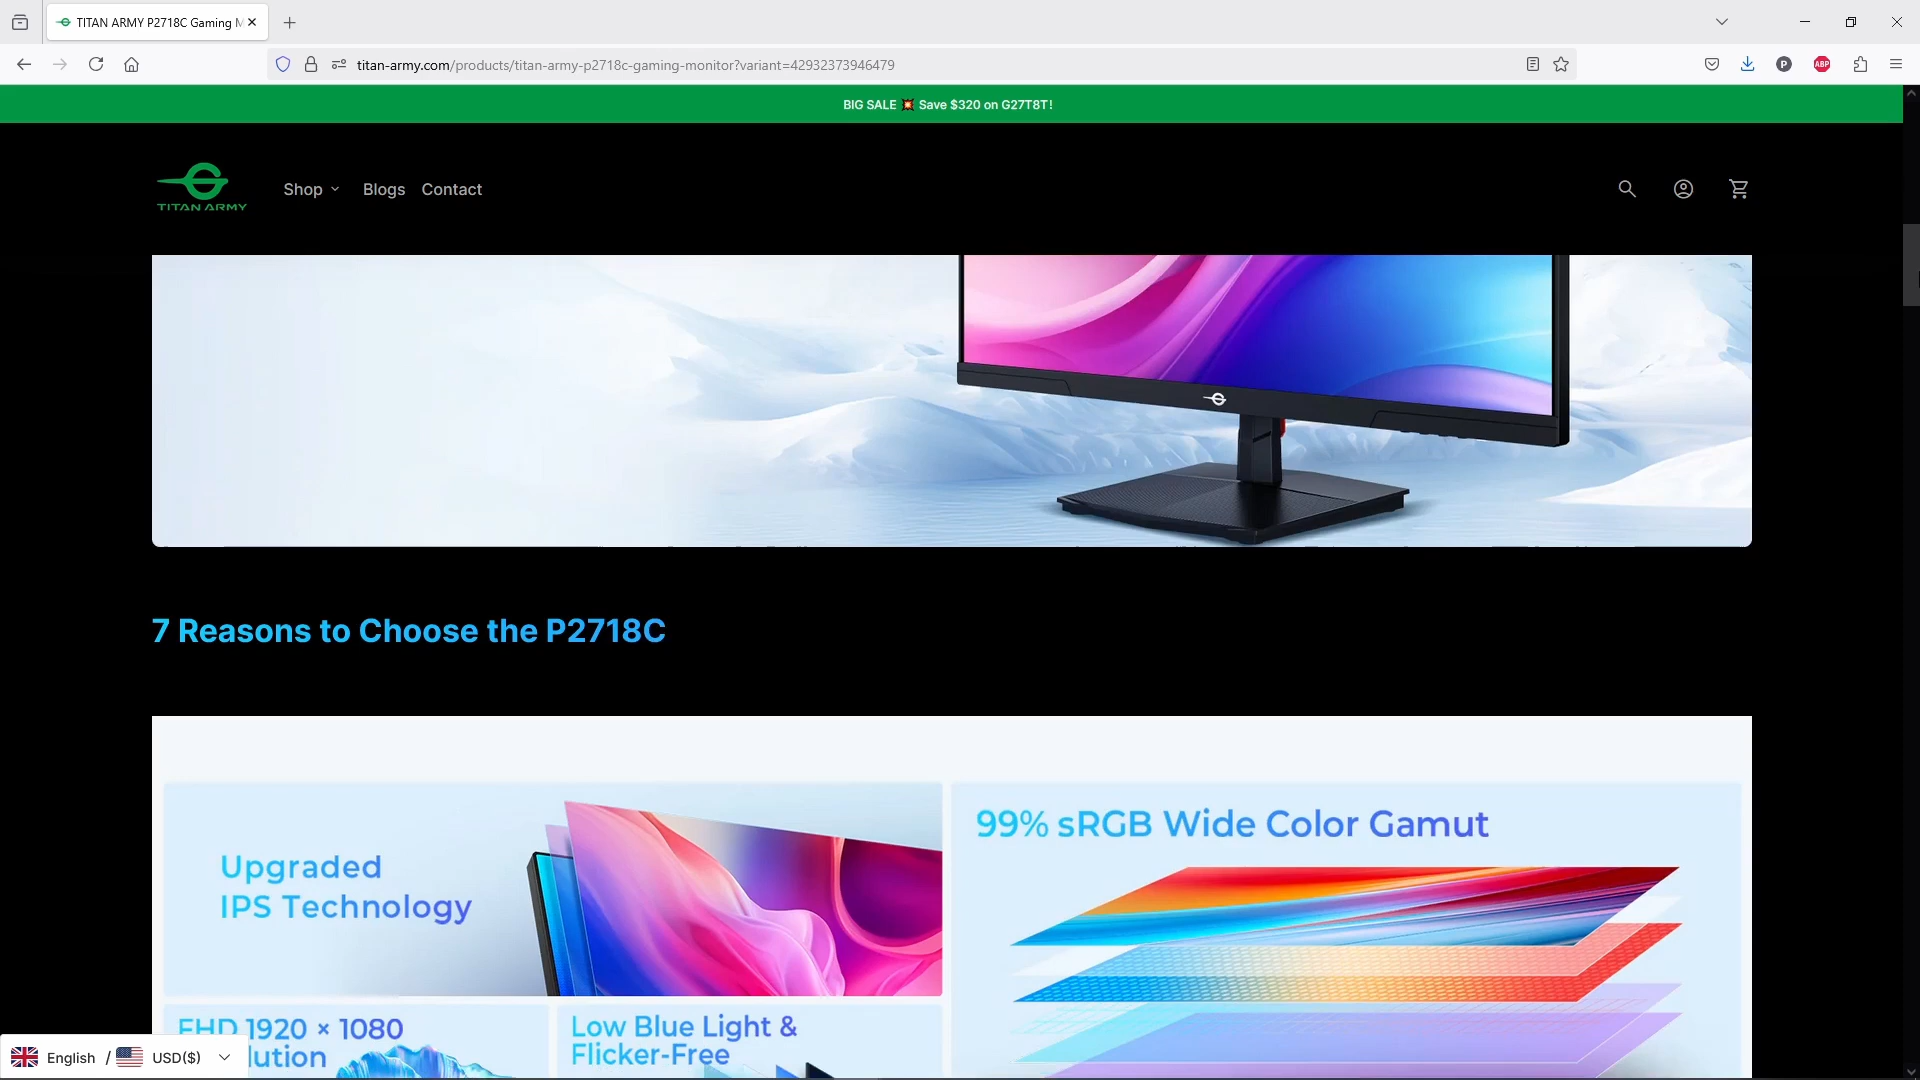 TITAN ARMY P2718C Gaming M
titan-army.com/products/titan-army-p2718c-gaming-monitor?variant=42932373946479
P
ABP
BIG SALE 💥 Save $320 on G27T8T!
TITAN ARMY
Shop
Blogs
Contact
7 Reasons to Choose the P2718C
Upgraded
IPS Technology
99% sRGB Wide Color Gamut
FHD 1920 × 1080
lution
Low Blue Light &
Flicker-Free
English / USD($)